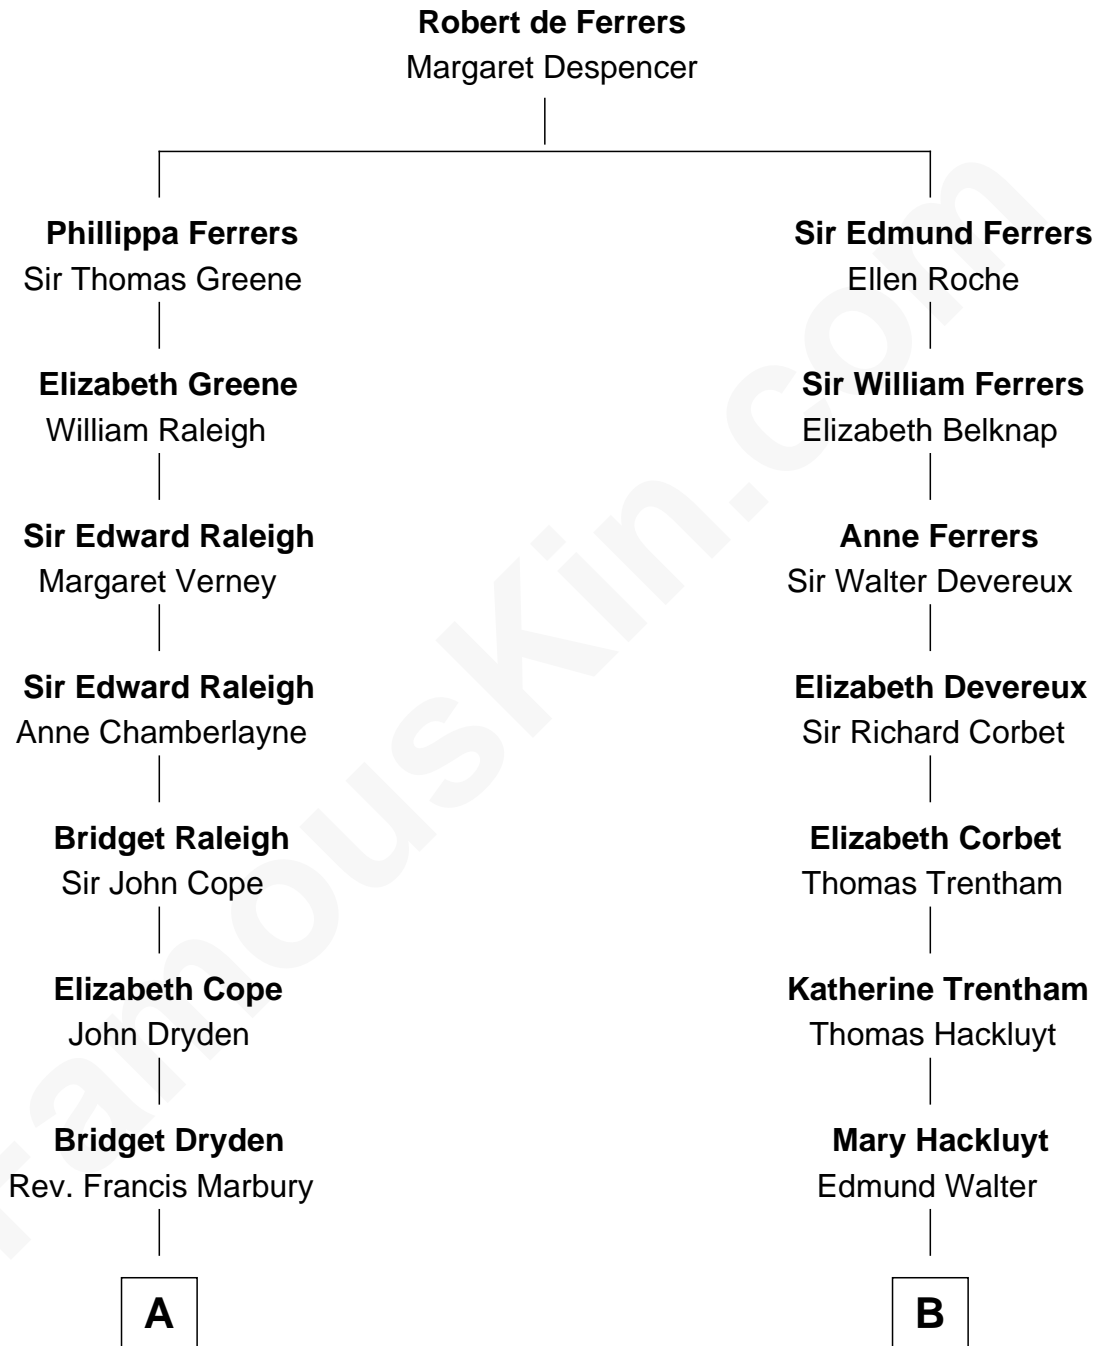 Robert de Ferrers
Margaret Despencer
Phillippa Ferrers
Sir Thomas Greene
Elizabeth Greene
William Raleigh
Sir Edward Raleigh
Margaret Verney
Sir Edward Raleigh
Anne Chamberlayne
Bridget Raleigh
Sir John Cope
Elizabeth Cope
John Dryden
Bridget Dryden
Rev. Francis Marbury
A
Sir Edmund Ferrers
Ellen Roche
Sir William Ferrers
Elizabeth Belknap
Anne Ferrers
Sir Walter Devereux
Elizabeth Devereux
Sir Richard Corbet
Elizabeth Corbet
Thomas Trentham
Katherine Trentham
Thomas Hackluyt
Mary Hackluyt
Edmund Walter
B
FamousKin.com